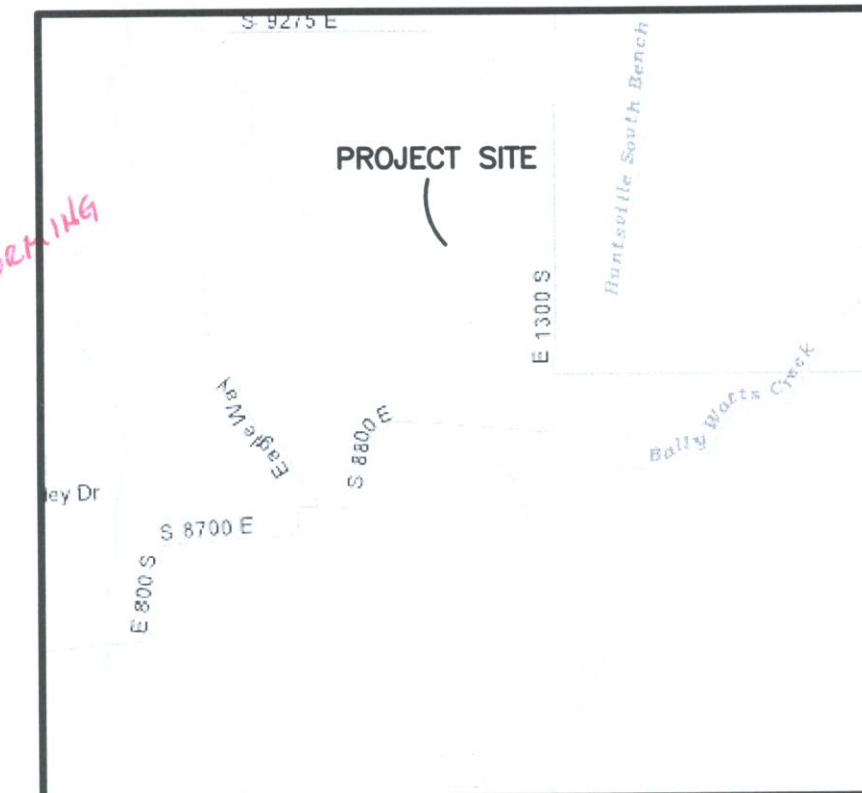 S 9275 E
Huntsville South Bench
PROJECT SITE
E 1300 S
Eagle Way
S 8800 E
Bally Watts Creek
ley Dr
S 8700 E
E 800 S